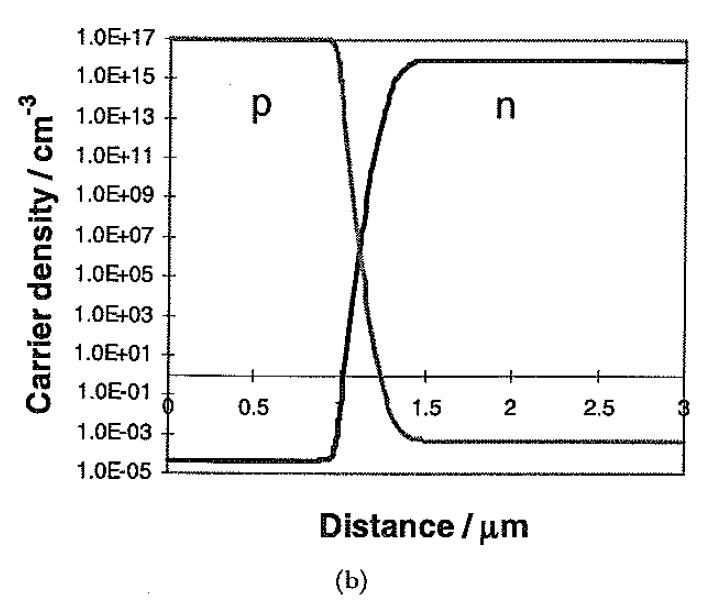 1.0E+17
1.0E+15
1.0E+13
1.0E+11
1.0E+09
1.0E+07
1.0E+05
1.0E+03
1.0E+01
1.0E-01
1.0E-03
1.0E-05
Carrier density / cm-3
p
n
0 0.5 1 1.5 2 2.5 3
Distance / μm
(b)